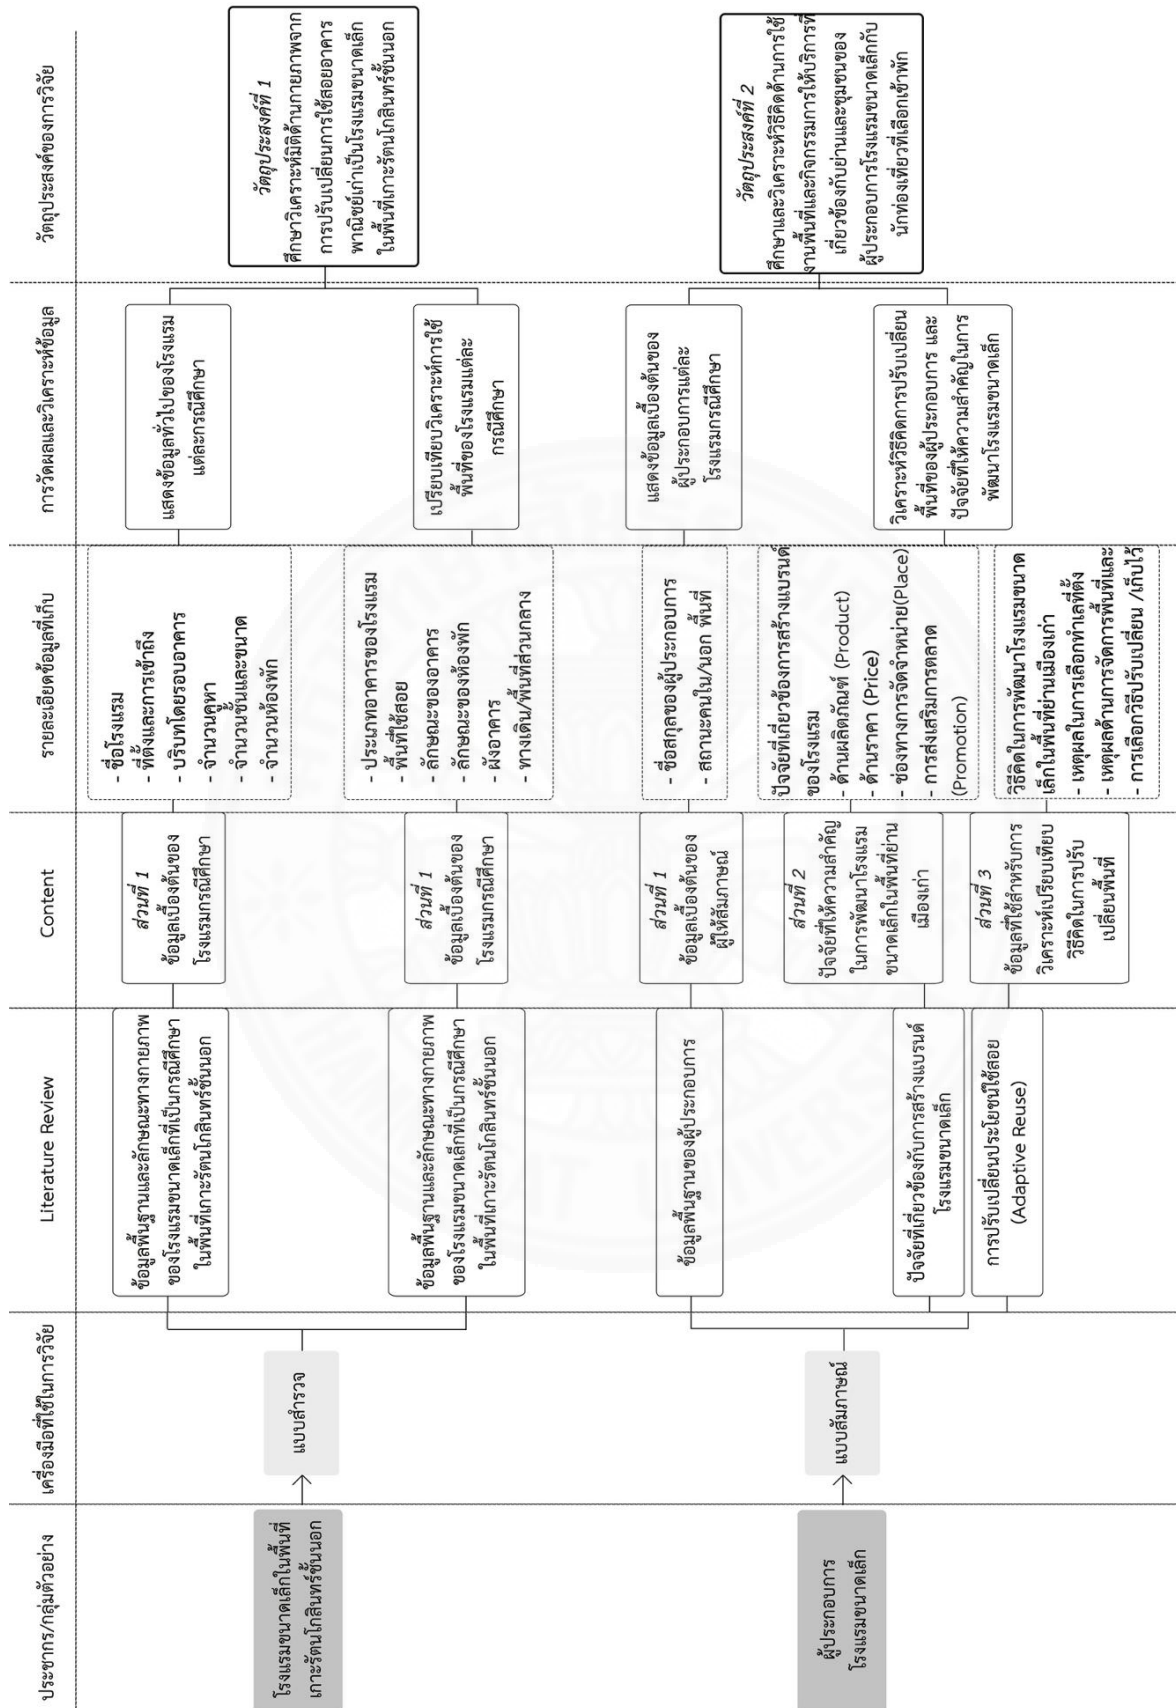 ประชากร/กลุ่มตัวอย่าง
เครื่องมือที่ใช้ในการวิจัย
Literature Review
Content
รายละเอียดข้อมูลที่เก็บ
การวัดผลและวิเคราะห์ข้อมูล
วัตถุประสงค์ของการวิจัย
โรงแรมขนาดเล็กในพื้นที่
เกาะรัตนโกสินทร์ชั้นนอก
แบบสำรวจ
ข้อมูลพื้นฐานและลักษณะทางกายภาพ
ของโรงแรมขนาดเล็กที่เป็นกรณีศึกษา
ในพื้นที่เกาะรัตนโกสินทร์ชั้นนอก
ส่วนที่ 1
ข้อมูลเบื้องต้นของ
โรงแรมกรณีศึกษา
- ชื่อโรงแรม
- ที่ตั้งและการเข้าถึง
- บริบทโดยรอบอาคาร
- จำนวนคูหา
- จำนวนชั้นและขนาด
- จำนวนห้องพัก
แสดงข้อมูลทั่วไปของโรงแรม
แต่ละกรณีศึกษา
วัตถุประสงค์ที่ 1
ศึกษาวิเคราะห์มิติด้านกายภาพจาก
การปรับเปลี่ยนการใช้สอยอาคาร
พาณิชย์เก่าเป็นโรงแรมขนาดเล็ก
ในพื้นที่เกาะรัตนโกสินทร์ชั้นนอก
ข้อมูลพื้นฐานและลักษณะทางกายภาพ
ของโรงแรมขนาดเล็กที่เป็นกรณีศึกษา
ในพื้นที่เกาะรัตนโกสินทร์ชั้นนอก
ส่วนที่ 1
ข้อมูลเบื้องต้นของ
โรงแรมกรณีศึกษา
- ประเภทอาคารของโรงแรม
- พื้นที่ใช้สอย
- ลักษณะของอาคาร
- ลักษณะของห้องพัก
- ผังอาคาร
- ทางเดิน/พื้นที่ส่วนกลาง
เปรียบเทียบวิเคราะห์การใช้
พื้นที่ของโรงแรมแต่ละ
กรณีศึกษา
ผู้ประกอบการ
โรงแรมขนาดเล็ก
แบบสัมภาษณ์
ข้อมูลพื้นฐานของผู้ประกอบการ
ส่วนที่ 1
ข้อมูลเบื้องต้นของ
ผู้ให้สัมภาษณ์
- ชื่อสกุลของผู้ประกอบการ
- สถานะคนใน/นอก พื้นที่
แสดงข้อมูลเบื้องต้นของ
ผู้ประกอบการแต่ละ
โรงแรมกรณีศึกษา
วัตถุประสงค์ที่ 2
ศึกษาและวิเคราะห์วิธีคิดด้านการใช้
งานพื้นที่และกิจกรรมการให้บริการที่
เกี่ยวข้องกับย่านและชุมชนของ
ผู้ประกอบการโรงแรมขนาดเล็กกับ
นักท่องเที่ยวที่เลือกเข้าพัก
ปัจจัยที่เกี่ยวข้องกับการสร้างแบรนด์
โรงแรมขนาดเล็ก
ส่วนที่ 2
ปัจจัยที่ให้ความสำคัญ
ในการพัฒนาโรงแรม
ขนาดเล็กในพื้นที่ย่าน
เมืองเก่า
ปัจจัยที่เกี่ยวข้องของการสร้างแบรนด์
ของโรงแรม
- ด้านผลิตภัณฑ์ (Product)
- ด้านราคา (Price)
- ช่องทางการจัดจำหน่าย(Place)
- การส่งเสริมการตลาด
(Promotion)
วิเคราะห์วิธีคิดการปรับเปลี่ยน
พื้นที่ของผู้ประกอบการ และ
ปัจจัยที่ให้ความสำคัญในการ
พัฒนาโรงแรมขนาดเล็ก
การปรับเปลี่ยนประโยชน์ใช้สอย
(Adaptive Reuse)
ส่วนที่ 3
ข้อมูลที่ใช้สำหรับการ
วิเคราะห์เปรียบเทียบ
วิธีคิดในการปรับ
เปลี่ยนพื้นที่
วิธีคิดในการพัฒนาโรงแรมขนาด
เล็กในพื้นที่ย่านเมืองเก่า
- เหตุผลในการเลือกทำเลที่ตั้ง
- เหตุผลด้านการจัดการพื้นที่และ
- การเลือกวิธีปรับเปลี่ยน /เก็บไว้